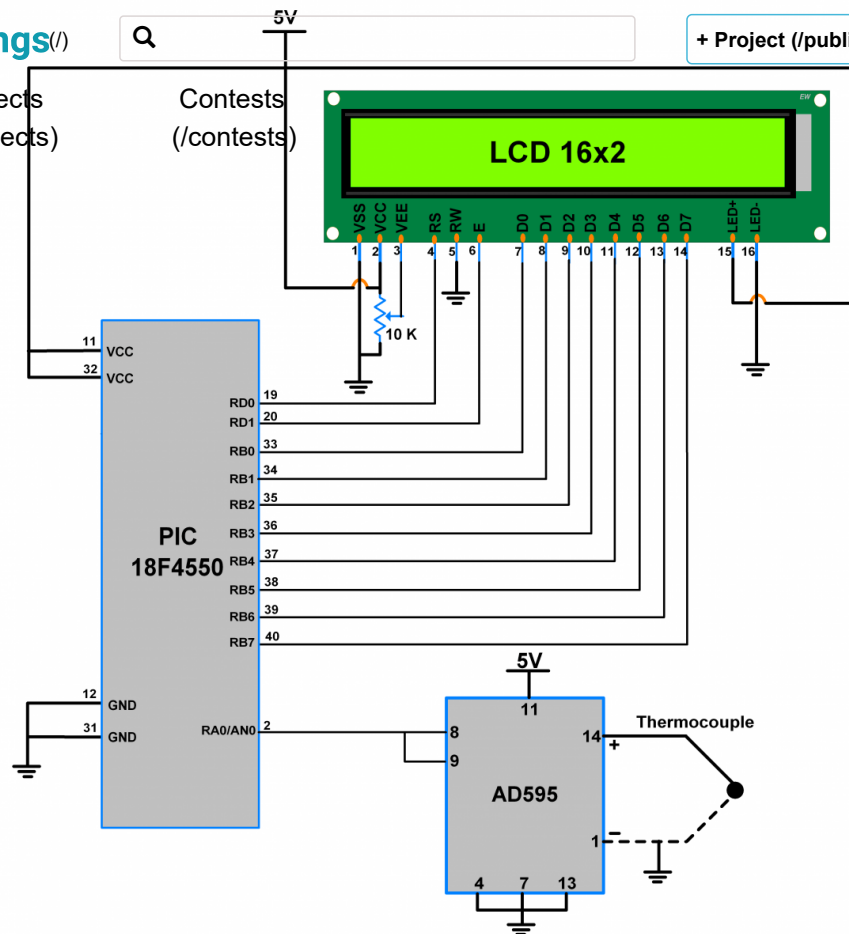 5V
ngs(/)
+ Project (/publi
ects
ects)
Contests
(/contests)
EW
LCD 16x2
VSS VCC VEE RS RW E D0 D1 D2 D3 D4 D5 D6 D7 LED+ LED-
1 2 3 4 5 6 7 8 9 10 11 12 13 14 15 16
10 K
11 VCC
32 VCC
RD0 19
RD1 20
RB0 33
RB1 34
RB2 35
RB3 36
PIC
18F4550
RB4 37
RB5 38
RB6 39
RB7 40
12 GND
31 GND
RA0/AN0 2
5V
11
8
9
14
+
Thermocouple
AD595
1
−
4 7 13